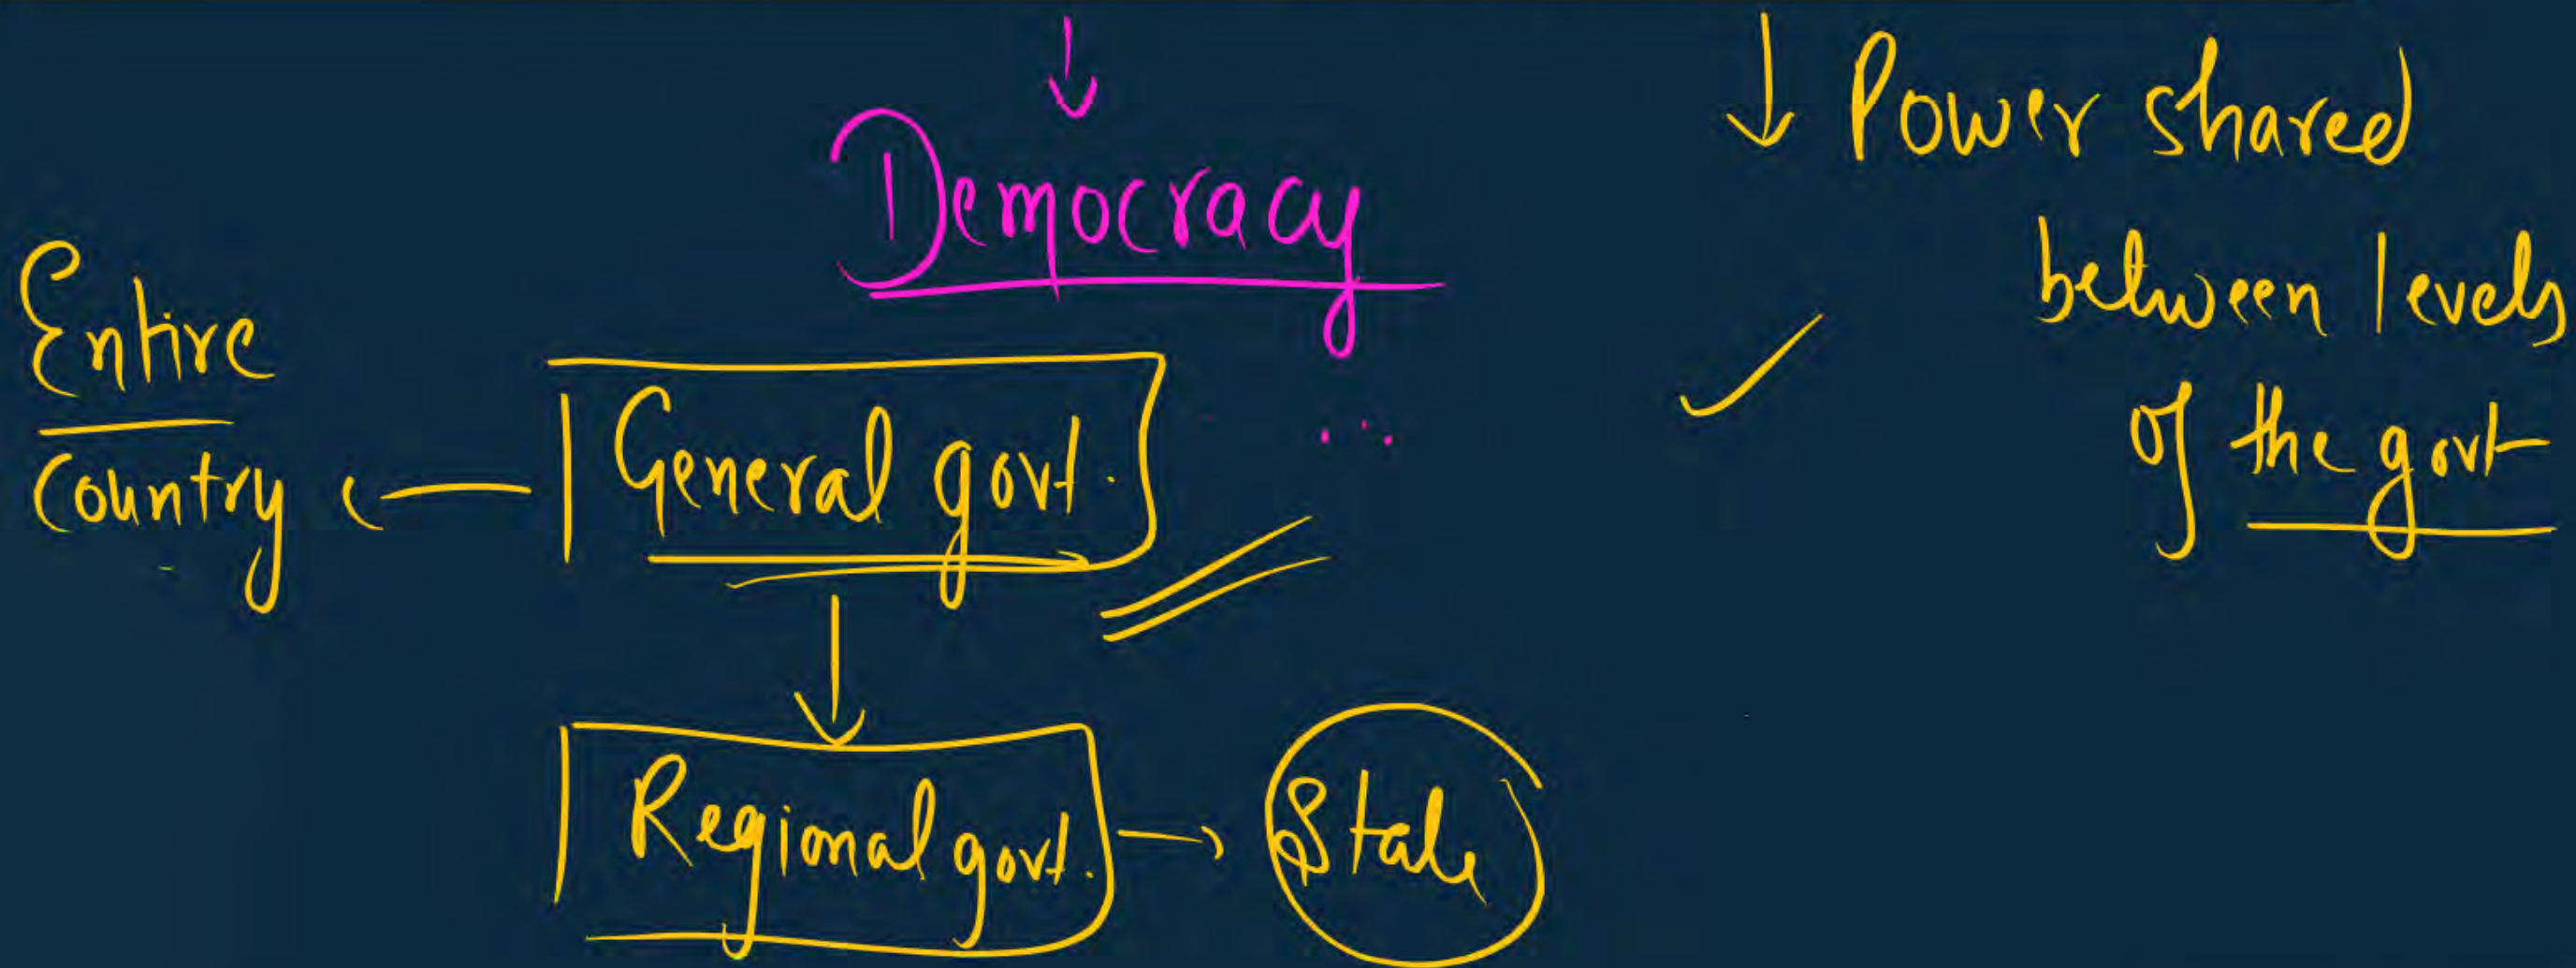 Democracy
Power shared
between levels
of the govt
Entire
Country
General govt.
Regional govt.
State